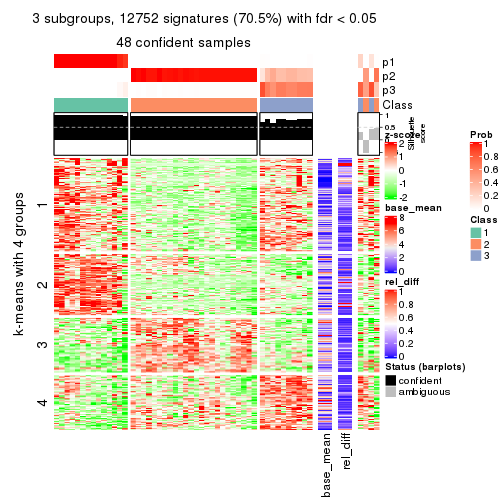 3 subgroups, 12752 signatures (70.5%) with fdr < 0.05
48 confident samples
p1
p2
p3
Class
1
0.5
0
Silhouette
score
k-means with 4 groups
1
2
3
4
base_mean
rel_diff
z-score
2
1
0
-1
-2
base_mean
8
6
4
2
0
rel_diff
1
0.8
0.6
0.4
0.2
0
Status (barplots)
confident
ambiguous
Prob
1
0.8
0.6
0.4
0.2
0
Class
1
2
3